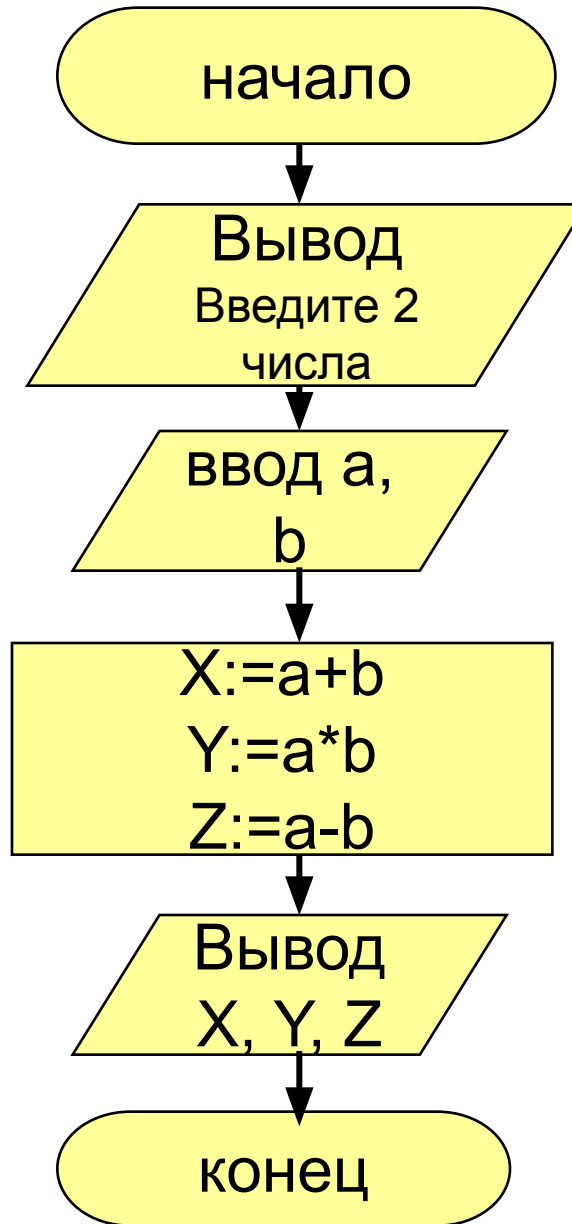 начало
Вывод
Введите 2
числа
ввод a,
b
X:=a+b
Y:=a*b
Z:=a-b
Вывод
X, Y, Z
конец